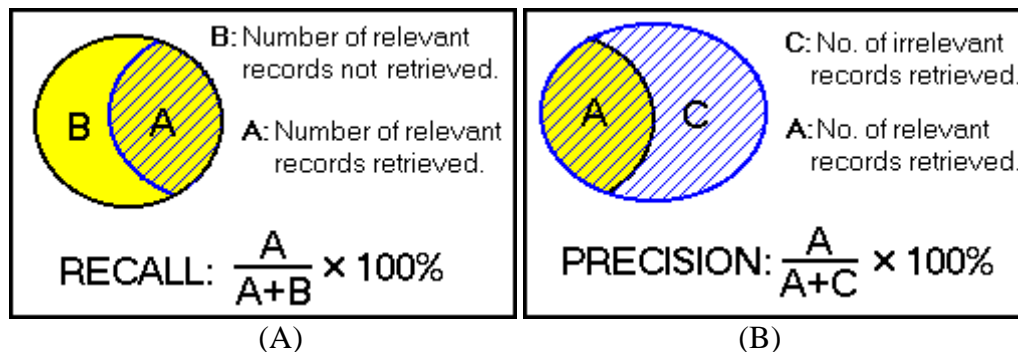 B: Number of relevant
records not retrieved.
B
A
A: Number of relevant
records retrieved.
RECALL: A / A+B × 100%
(A)
C: No. of irrelevant
records retrieved.
A
C
A: No. of relevant
records retrieved.
PRECISION: A / A+C × 100%
(B)